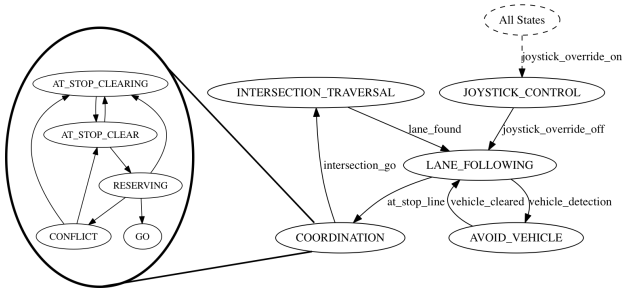 All States
joystick_override_on
AT_STOP_CLEARING
INTERSECTION_TRAVERSAL
JOYSTICK_CONTROL
AT_STOP_CLEAR
lane_found
joystick_override_off
LANE_FOLLOWING
intersection_go
RESERVING
at_stop_line
vehicle_cleared
vehicle_detection
CONFLICT
GO
COORDINATION
AVOID_VEHICLE